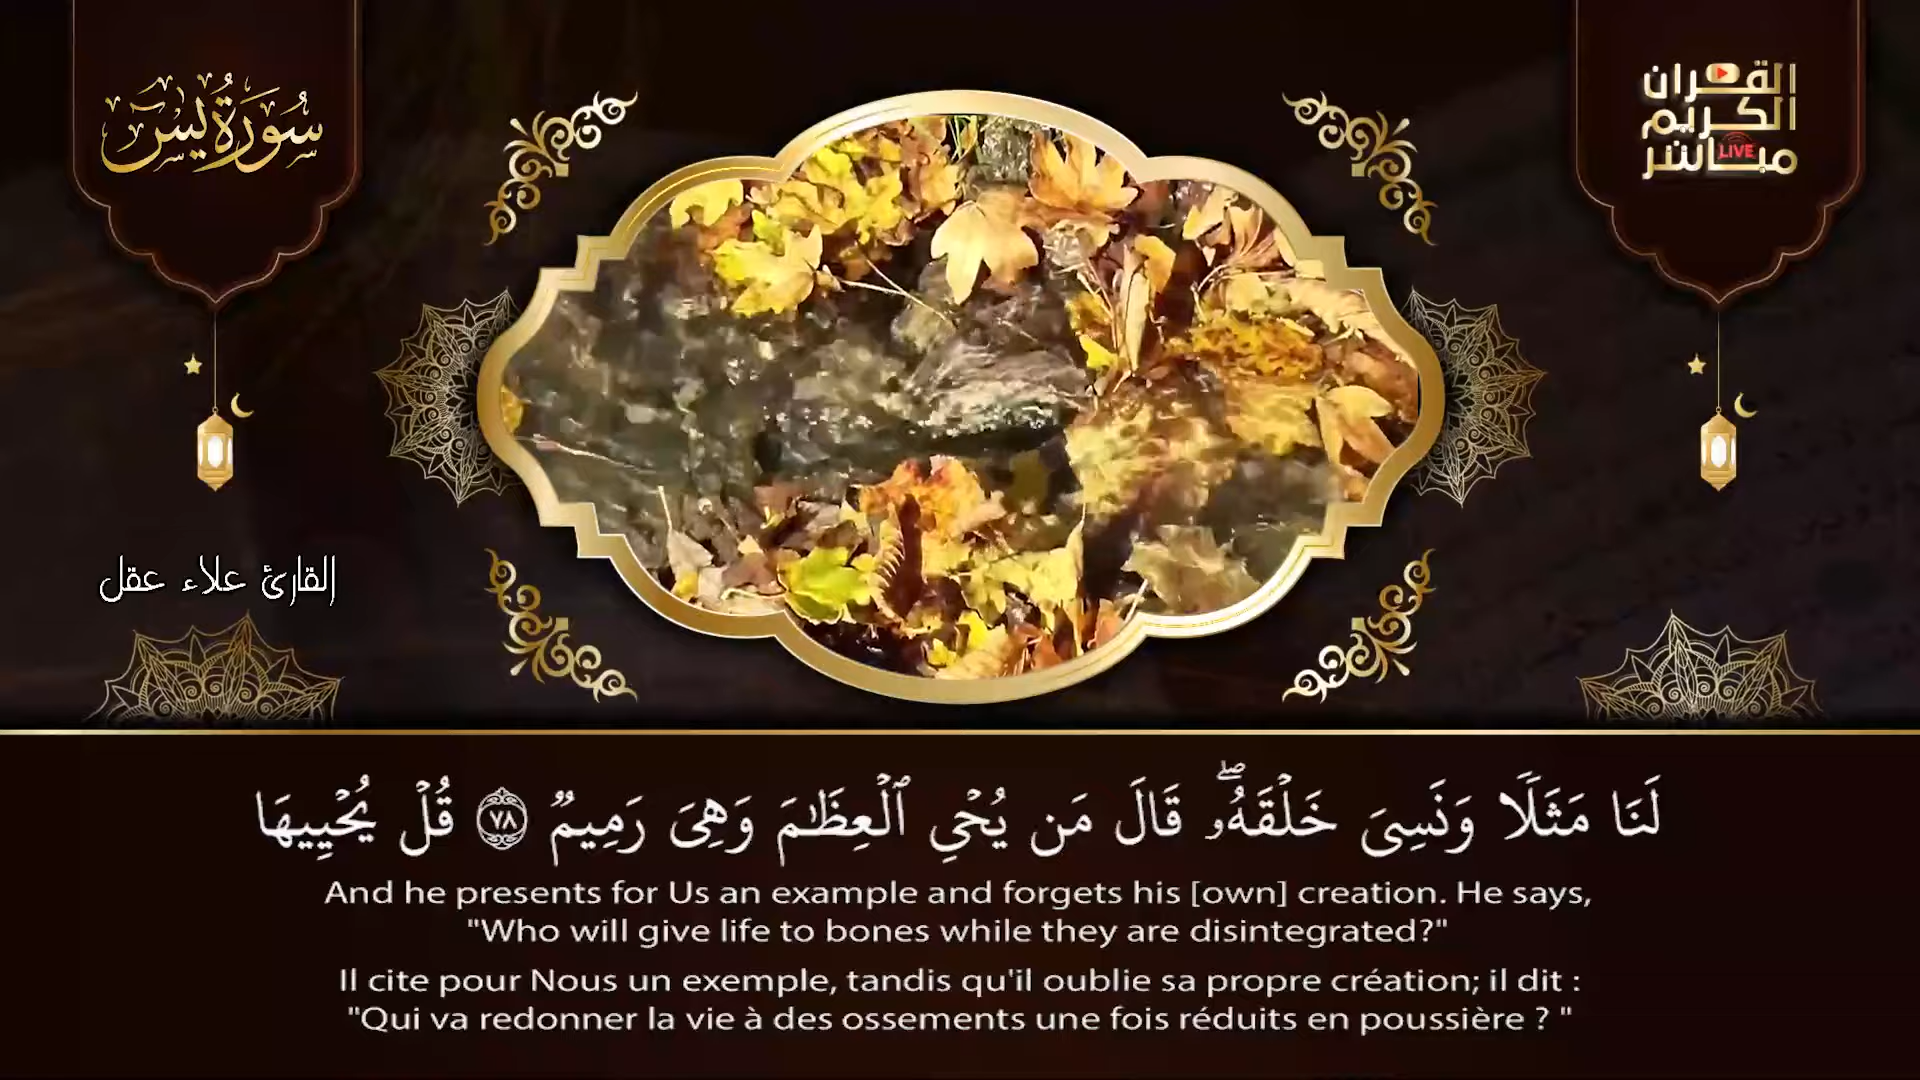 سُورَةُ يسٓ
القرآن
الكريم
مباشر
LIVE
القارئ علاء عقل
لَنَا مَثَلًا وَنَسِىَ خَلْقَهُۥ ۖ قَالَ مَن يُحْىِ ٱلْعِظَٰمَ وَهِىَ رَمِيمٌ ٧٨ قُلْ يُحْيِيهَا
And he presents for Us an example and forgets his [own] creation. He says,
"Who will give life to bones while they are disintegrated?"
Il cite pour Nous un exemple, tandis qu'il oublie sa propre création; il dit :
"Qui va redonner la vie à des ossements une fois réduits en poussière ? "